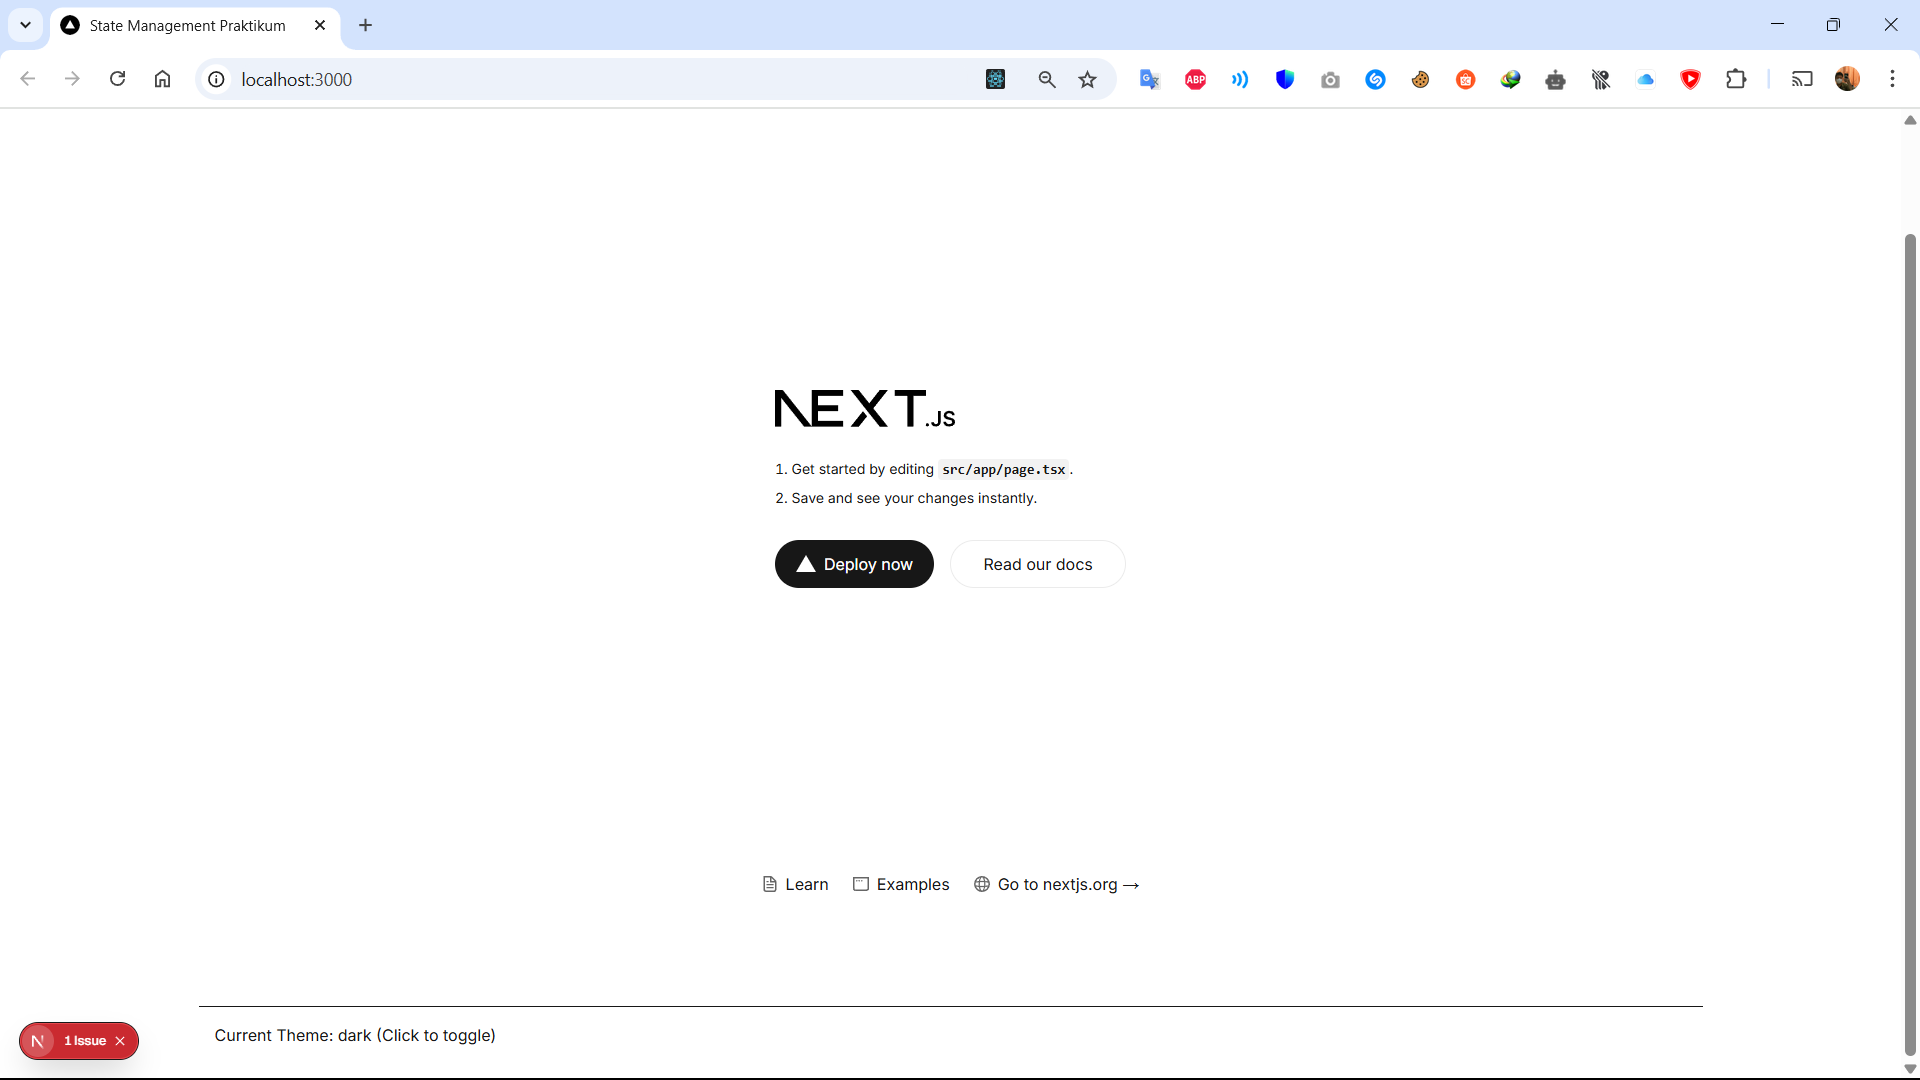 State Management Praktikum
localhost:3000
ABP
NEXT.JS
1. Get started by editing src/app/page.tsx.
2. Save and see your changes instantly.
Deploy now
Read our docs
Learn
Examples
Go to nextjs.org →
Current Theme: dark (Click to toggle)
N 1 Issue